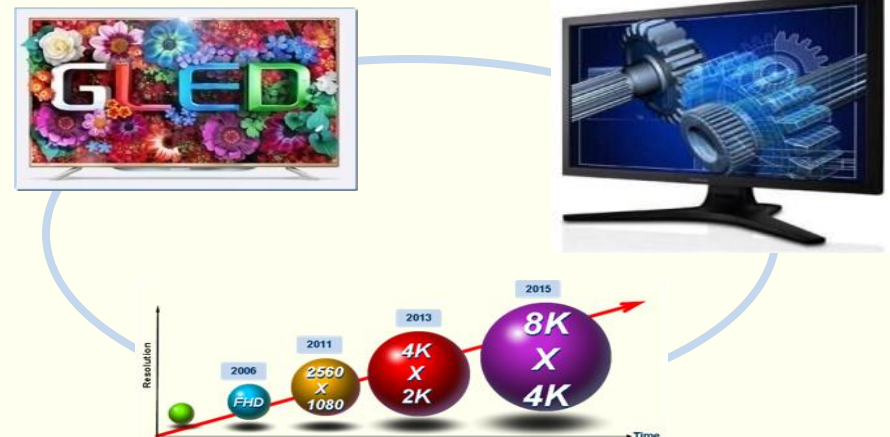 GLED
2015
2013
2011
2006
8K
X
4K
4K
X
2K
2560
X
1080
FHD
Resolution
Time